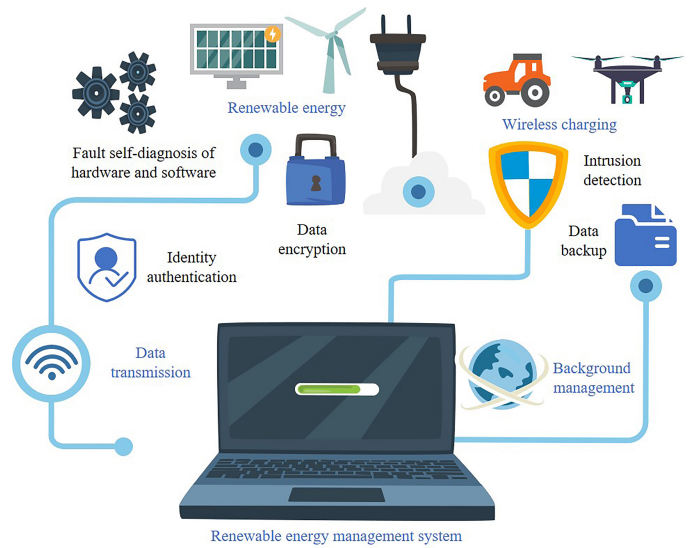 Renewable energy
Wireless charging
Fault self-diagnosis of
hardware and software
Intrusion
detection
Data
encryption
Data
backup
Identity
authentication
Data
transmission
Background
management
Renewable energy management system